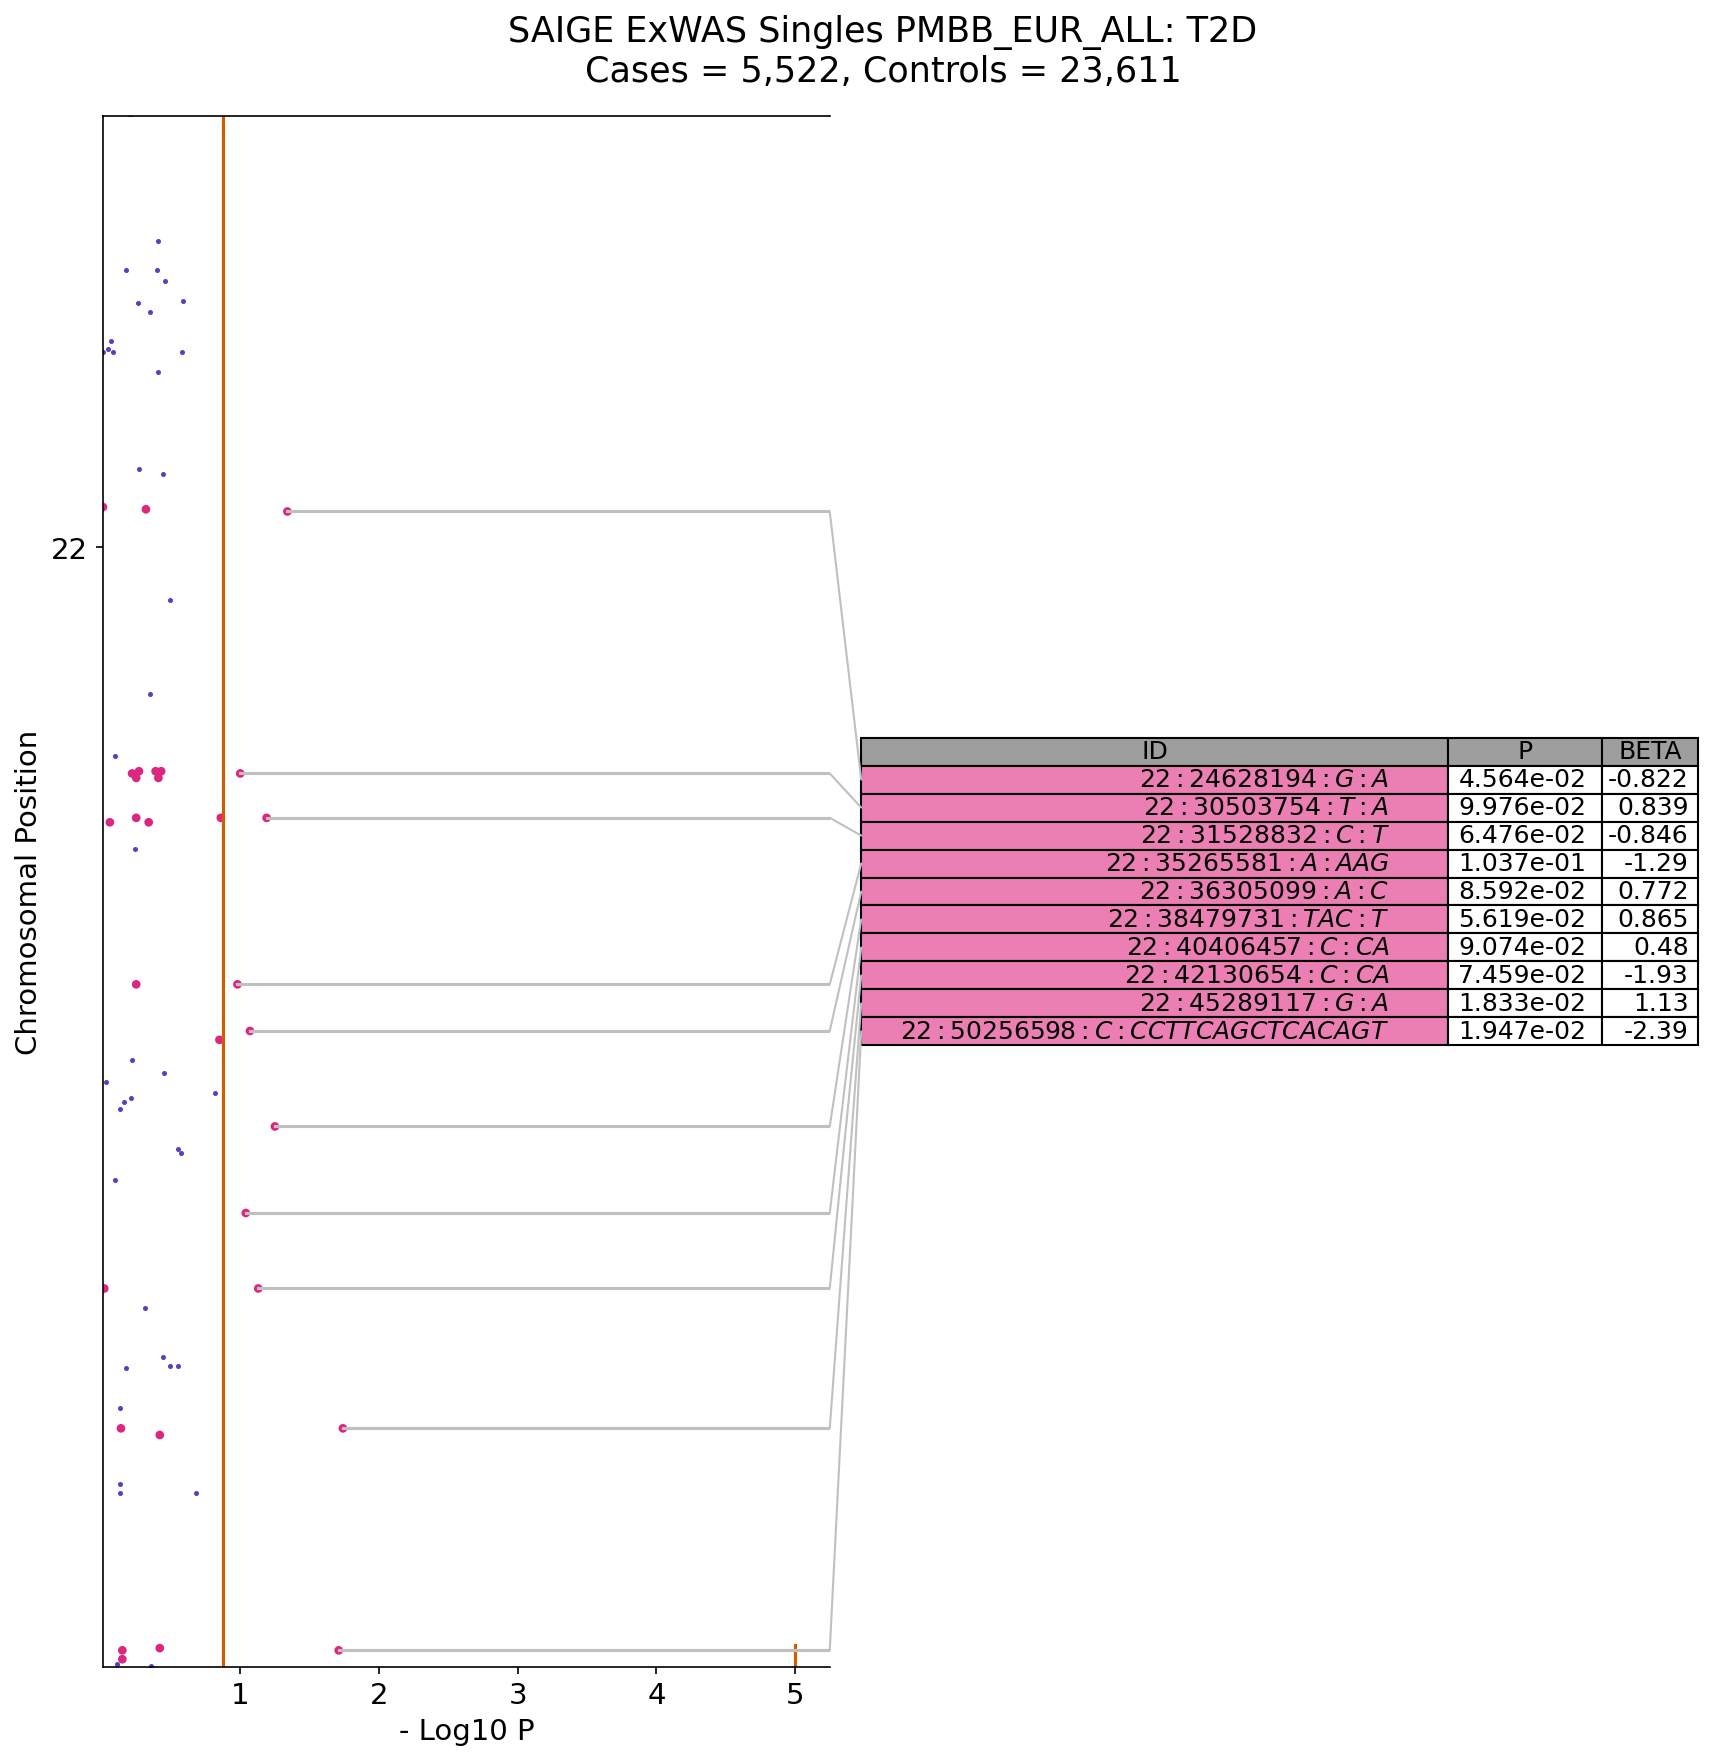 SAIGE ExWAS Singles PMBB_EUR_ALL: T2D
Cases = 5,522, Controls = 23,611
22
Chromosomal Position
ID P BETA
22:24628194:G:A 4.564e-02 -0.822
22:30503754:T:A 9.976e-02 0.839
22:31528832:C:T 6.476e-02 -0.846
22:35265581:A:AAG 1.037e-01 -1.29
22:36305099:A:C 8.592e-02 0.772
22:38479731:TAC:T 5.619e-02 0.865
22:40406457:C:CA 9.074e-02 0.48
22:42130654:C:CA 7.459e-02 -1.93
22:45289117:G:A 1.833e-02 1.13
22:50256598:C:CCTTCAGCTCACAGT 1.947e-02 -2.39
1 2 3 4 5
- Log10 P